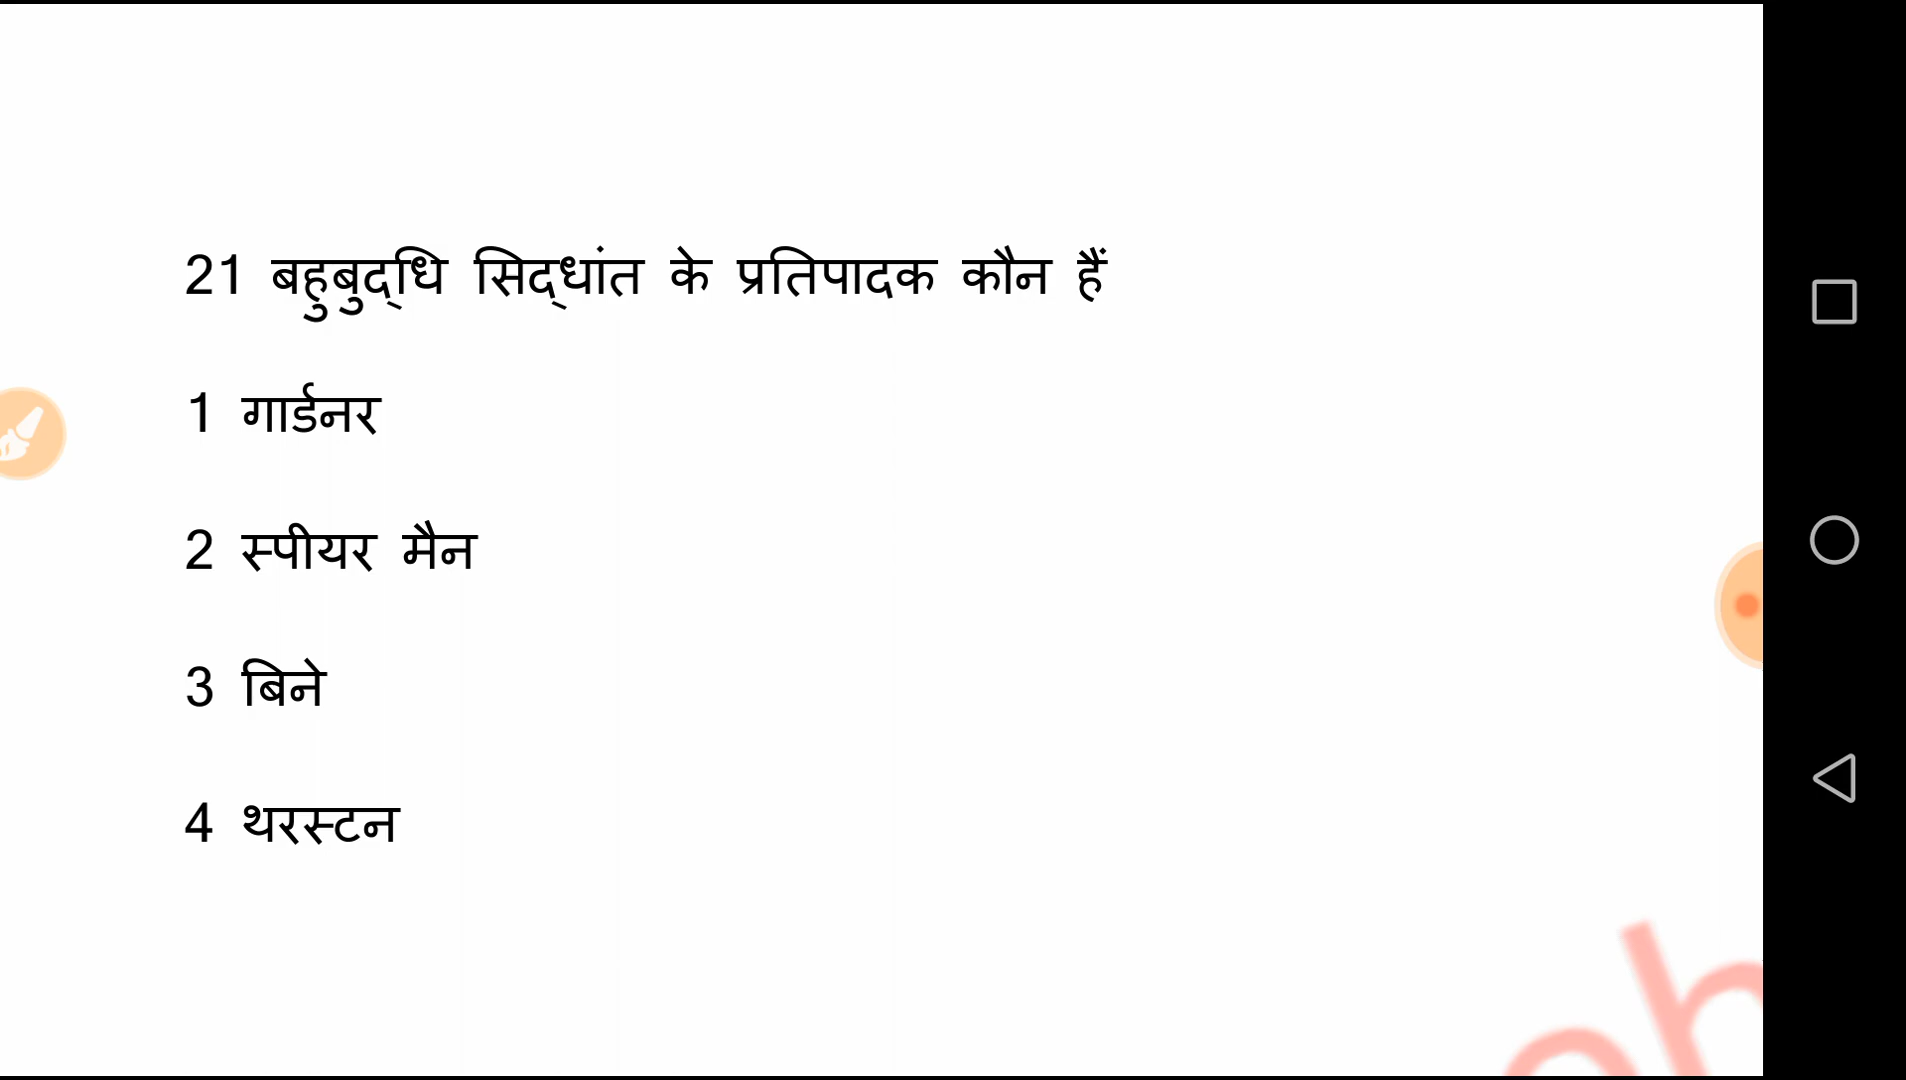 21 बहुबुद्धि सिद्धांत के प्रतिपादक कौन हैं
1 गार्डनर
2 स्पीयर मैन
3 बिने
4 थरस्टन